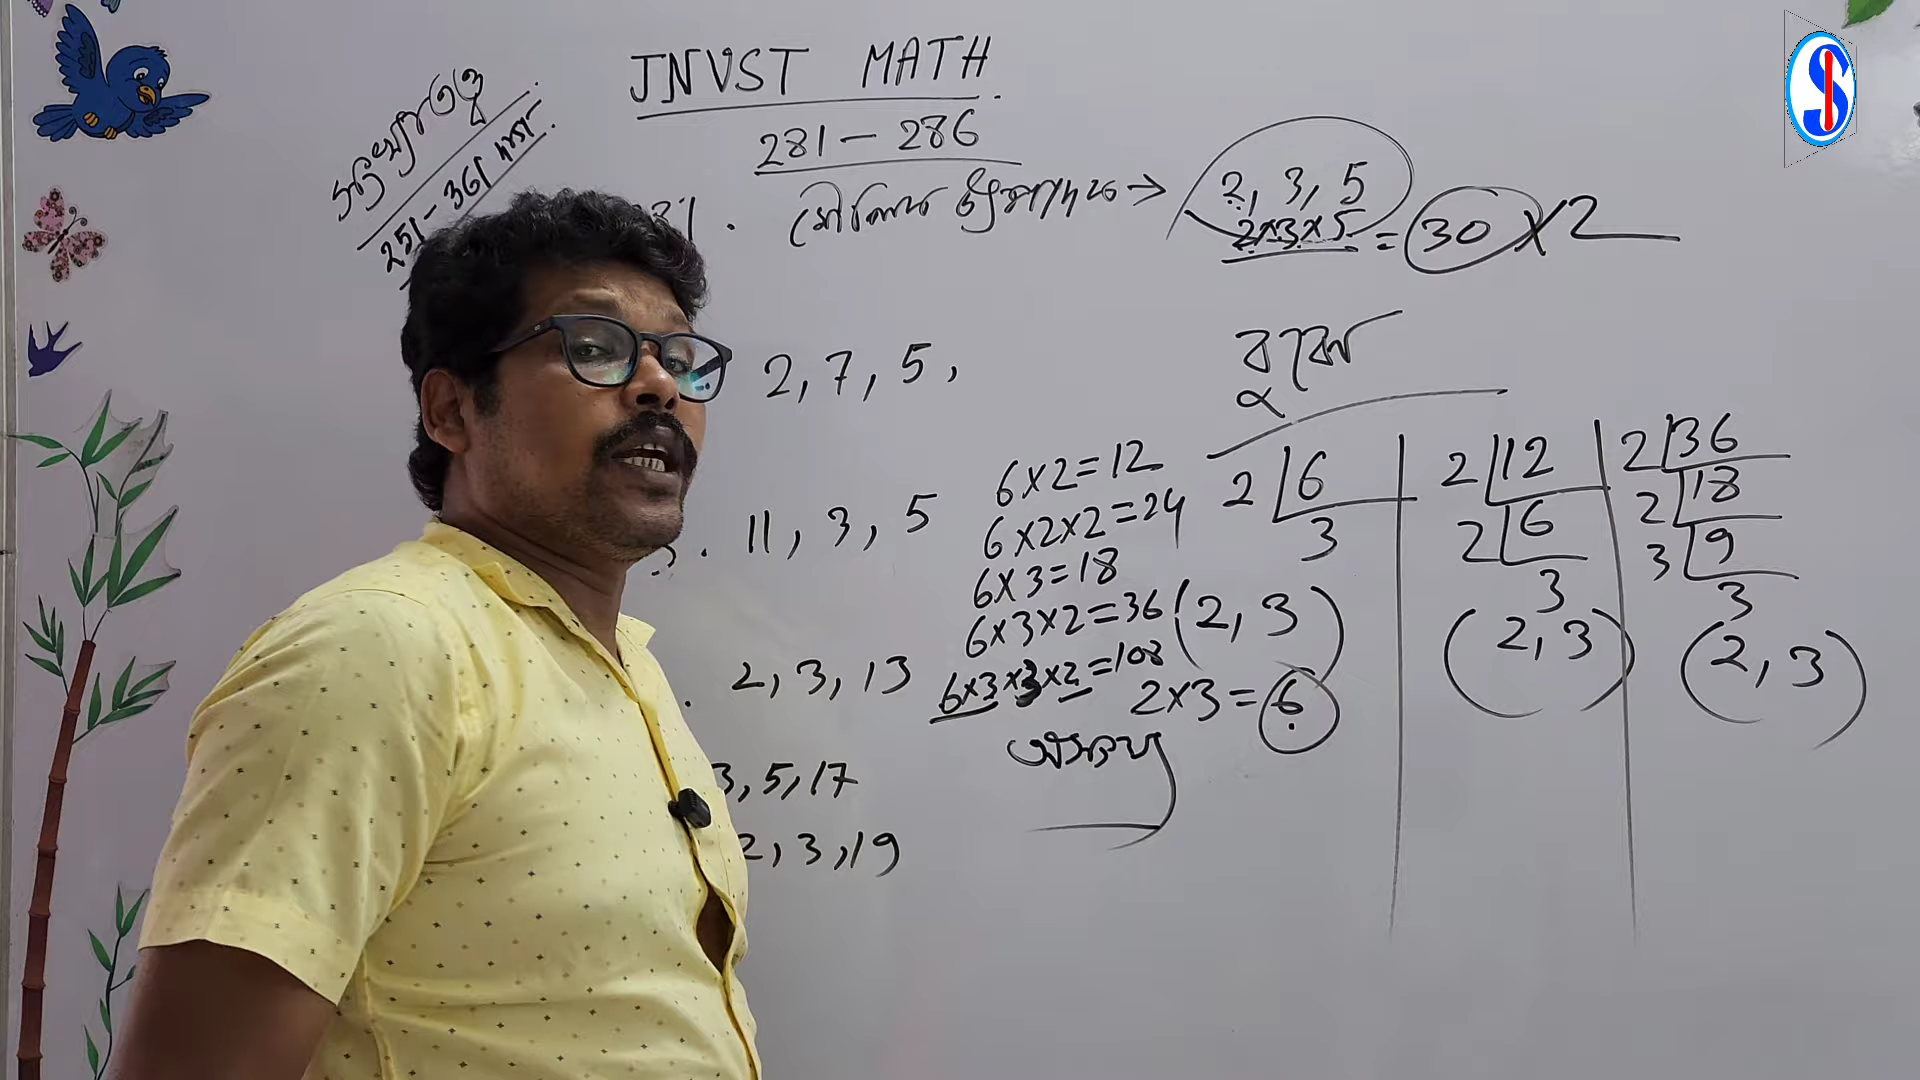 JNVST MATH
281 - 286
সংখ্যাতত্ত্ব
251 - 361
মৌলিক উৎপাদক → 2, 3, 5
2×3×5 = 30 × 2
2, 7, 5,
11, 3, 5
2, 3, 13
3, 5, 17
2, 3, 19
6×2=12
6×2×2=24
6×3=18
6×3×2=36
6×3×3×2=108
অসংখ্য
2 6
3
(2, 3)
2×3=6
2 12
2 6
3
(2, 3)
2 36
2 18
3 9
3
(2, 3)
S